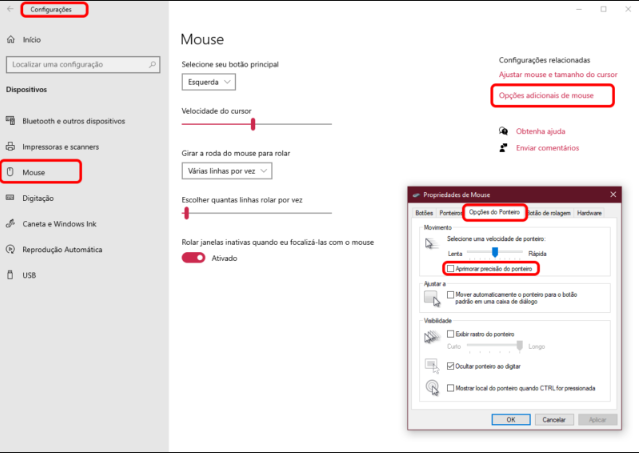 Configurações
Início
Localizar uma configuração
Dispositivos
Bluetooth e outros dispositivos
Impressoras e scanners
Mouse
Digitação
Caneta e Windows Ink
Reprodução Automática
USB
Mouse
Selecione seu botão principal
Esquerda
Velocidade do cursor
Girar a roda do mouse para rolar
Várias linhas por vez
Escolher quantas linhas rolar por vez
Rolar janelas inativas quando eu focalizá-las com o mouse
Ativado
Configurações relacionadas
Ajustar mouse e tamanho do cursor
Opções adicionais de mouse
Obtenha ajuda
Enviar comentários
Propriedades de Mouse
Botões Ponteiros Opções do Ponteiro Botão de rolagem Hardware
Movimento
Selecione uma velocidade de ponteiro:
Lenta Rápida
Aprimorar precisão do ponteiro
Ajustar a
Mover automaticamente o ponteiro para o botão
padrão em uma caixa de diálogo
Visibilidade
Exibir rastro do ponteiro
Curto Longo
Ocultar ponteiro ao digitar
Mostrar local do ponteiro quando CTRL for pressionada
OK Cancelar Aplicar